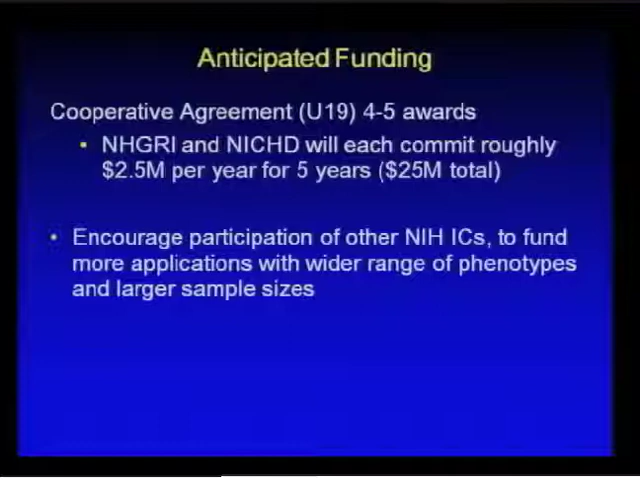 Anticipated Funding
Cooperative Agreement (U19) 4-5 awards
• NHGRI and NICHD will each commit roughly
$2.5M per year for 5 years ($25M total)
• Encourage participation of other NIH ICs, to fund
more applications with wider range of phenotypes
and larger sample sizes